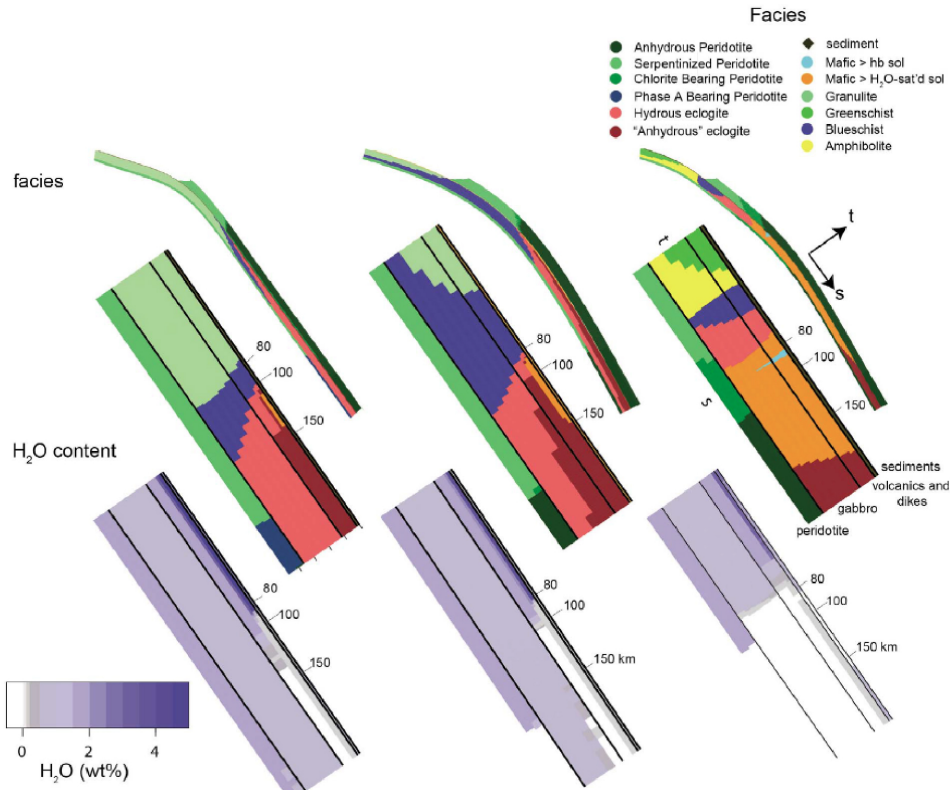 Facies
Anhydrous Peridotite
Serpentinized Peridotite
Chlorite Bearing Peridotite
Phase A Bearing Peridotite
Hydrous eclogite
"Anhydrous" eclogite
sediment
Mafic > hb sol
Mafic > H₂O-sat'd sol
Granulite
Greenschist
Blueschist
Amphibolite
facies
t
s
80
100
150
80
100
150
t
s
80
100
150
sediments
volcanics and
dikes
gabbro
peridotite
H₂O content
80
100
150
80
100
150 km
80
100
150 km
0 2 4
H₂O (wt%)